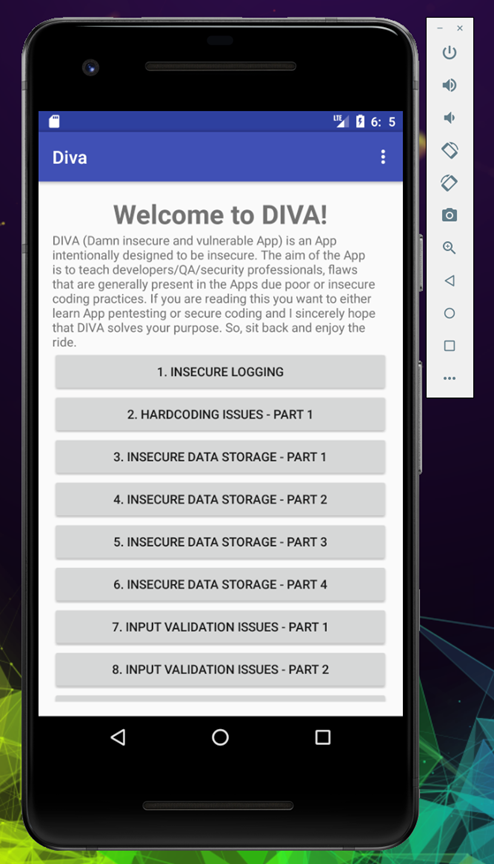 LTE
6: 5
Diva
Welcome to DIVA!
DIVA (Damn insecure and vulnerable App) is an App
intentionally designed to be insecure. The aim of the App
is to teach developers/QA/security professionals, flaws
that are generally present in the Apps due poor or insecure
coding practices. If you are reading this you want to either
learn App pentesting or secure coding and I sincerely hope
that DIVA solves your purpose. So, sit back and enjoy the
ride.
1. INSECURE LOGGING
2. HARDCODING ISSUES - PART 1
3. INSECURE DATA STORAGE - PART 1
4. INSECURE DATA STORAGE - PART 2
5. INSECURE DATA STORAGE - PART 3
6. INSECURE DATA STORAGE - PART 4
7. INPUT VALIDATION ISSUES - PART 1
8. INPUT VALIDATION ISSUES - PART 2